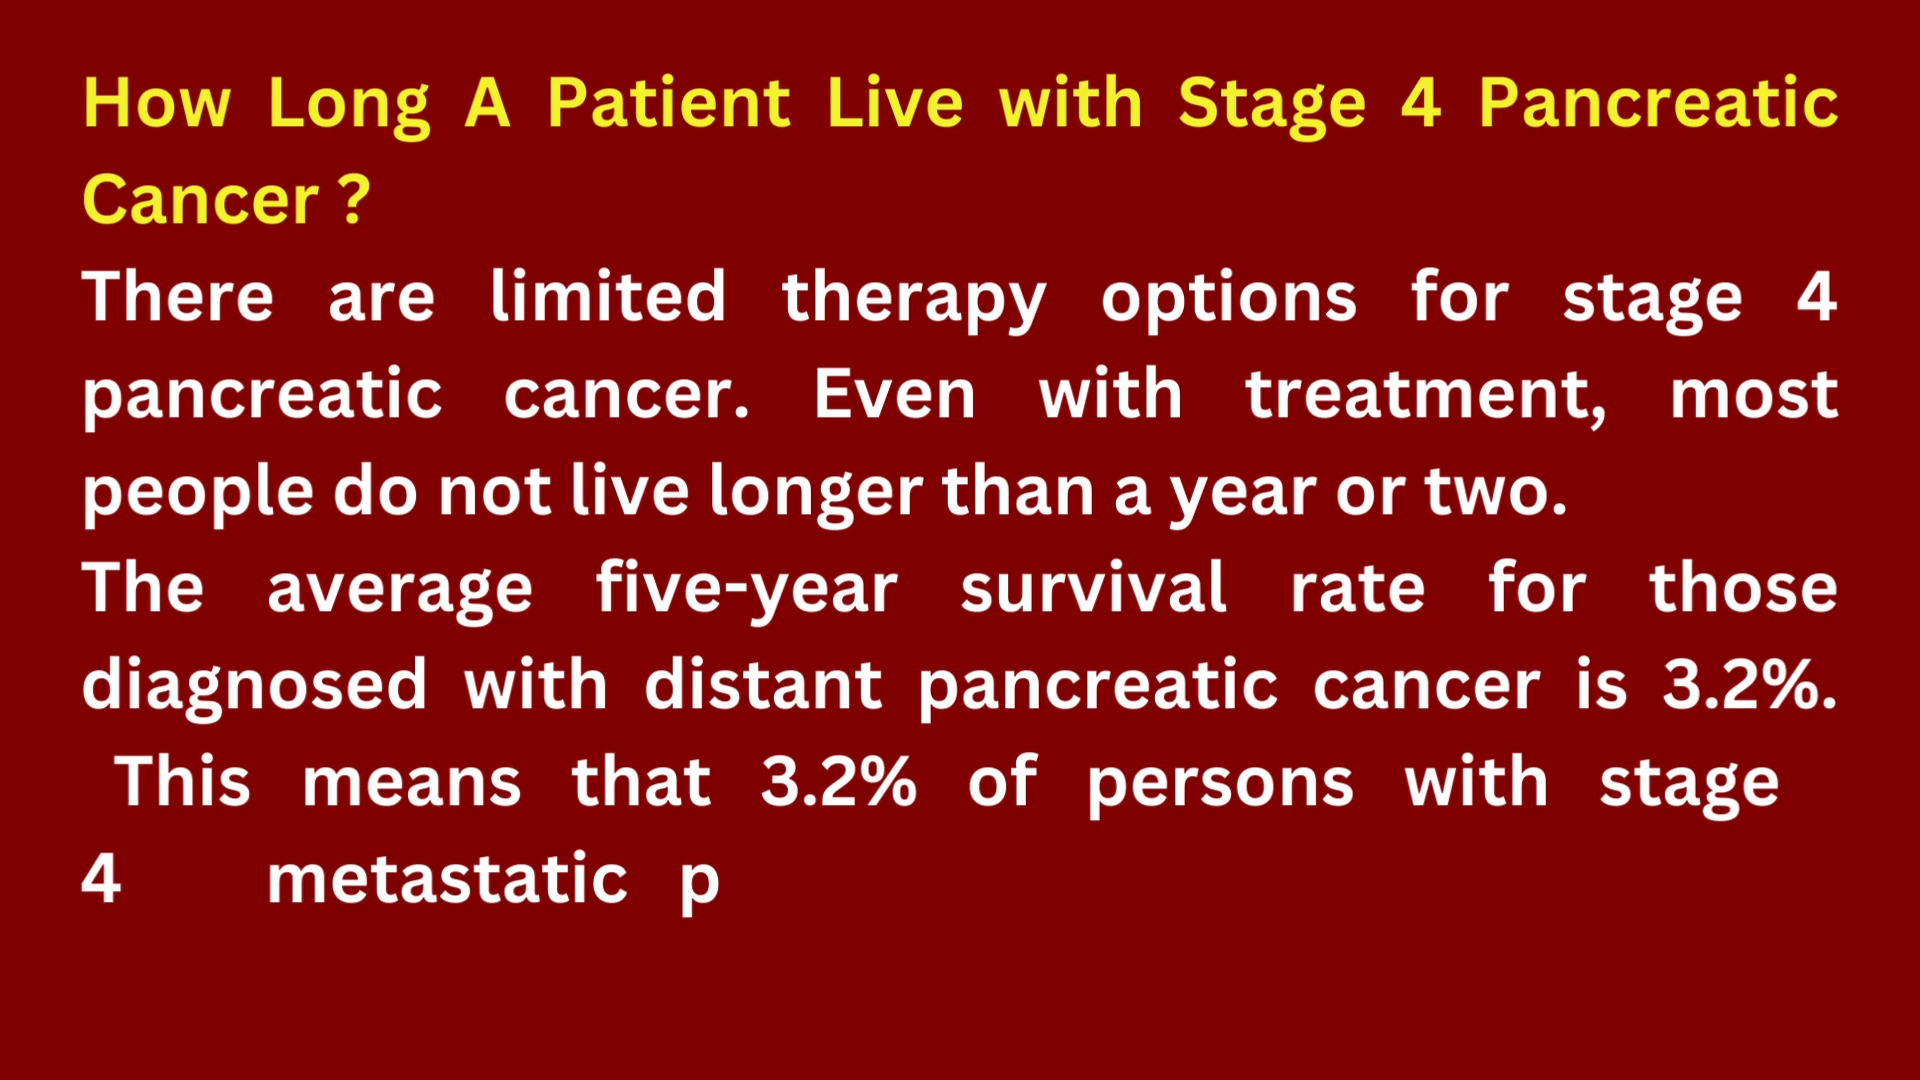 How Long A Patient Live with Stage 4 Pancreatic
Cancer ?
There are limited therapy options for stage 4
pancreatic cancer. Even with treatment, most
people do not live longer than a year or two.
The average five-year survival rate for those
diagnosed with distant pancreatic cancer is 3.2%.
This means that 3.2% of persons with stage
4 metastatic p